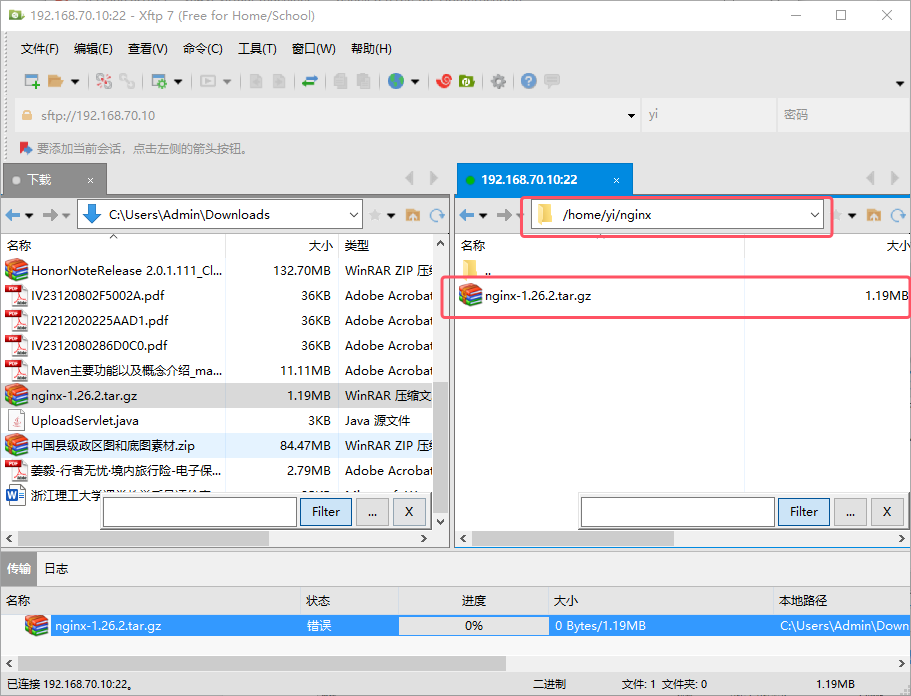 192.168.70.10:22 - Xftp 7 (Free for Home/School)
文件(F) 编辑(E) 查看(V) 命令(C) 工具(T) 窗口(W) 帮助(H)
sftp://192.168.70.10 yi 密码
要添加当前会话，点击左侧的箭头按钮。
下载 × 192.168.70.10:22 ×
C:\Users\Admin\Downloads /home/yi/nginx
名称 大小 类型 名称 大小
HonorNoteRelease 2.0.1.111_Cl... 132.70MB WinRAR ZIP 压缩 ..
IV23120802F5002A.pdf 36KB Adobe Acrobat nginx-1.26.2.tar.gz 1.19MB
IV2212020225AAD1.pdf 36KB Adobe Acrobat
IV2312080286D0C0.pdf 36KB Adobe Acrobat
Maven主要功能以及概念介绍_ma... 11.11MB Adobe Acrobat
nginx-1.26.2.tar.gz 1.19MB WinRAR 压缩文
UploadServlet.java 3KB Java 源文件
中国县级政区图和底图素材.zip 84.47MB WinRAR ZIP 压缩
姜毅-行者无忧·境内旅行险-电子保... 2.79MB Adobe Acrobat
浙江理工大学
Filter ... X Filter ... X
传输 日志
名称 状态 进度 大小 本地路径
nginx-1.26.2.tar.gz 错误 0% 0 Bytes/1.19MB C:\Users\Admin\Down
已连接 192.168.70.10:22。 二进制 文件: 1 文件夹: 0 1.19MB